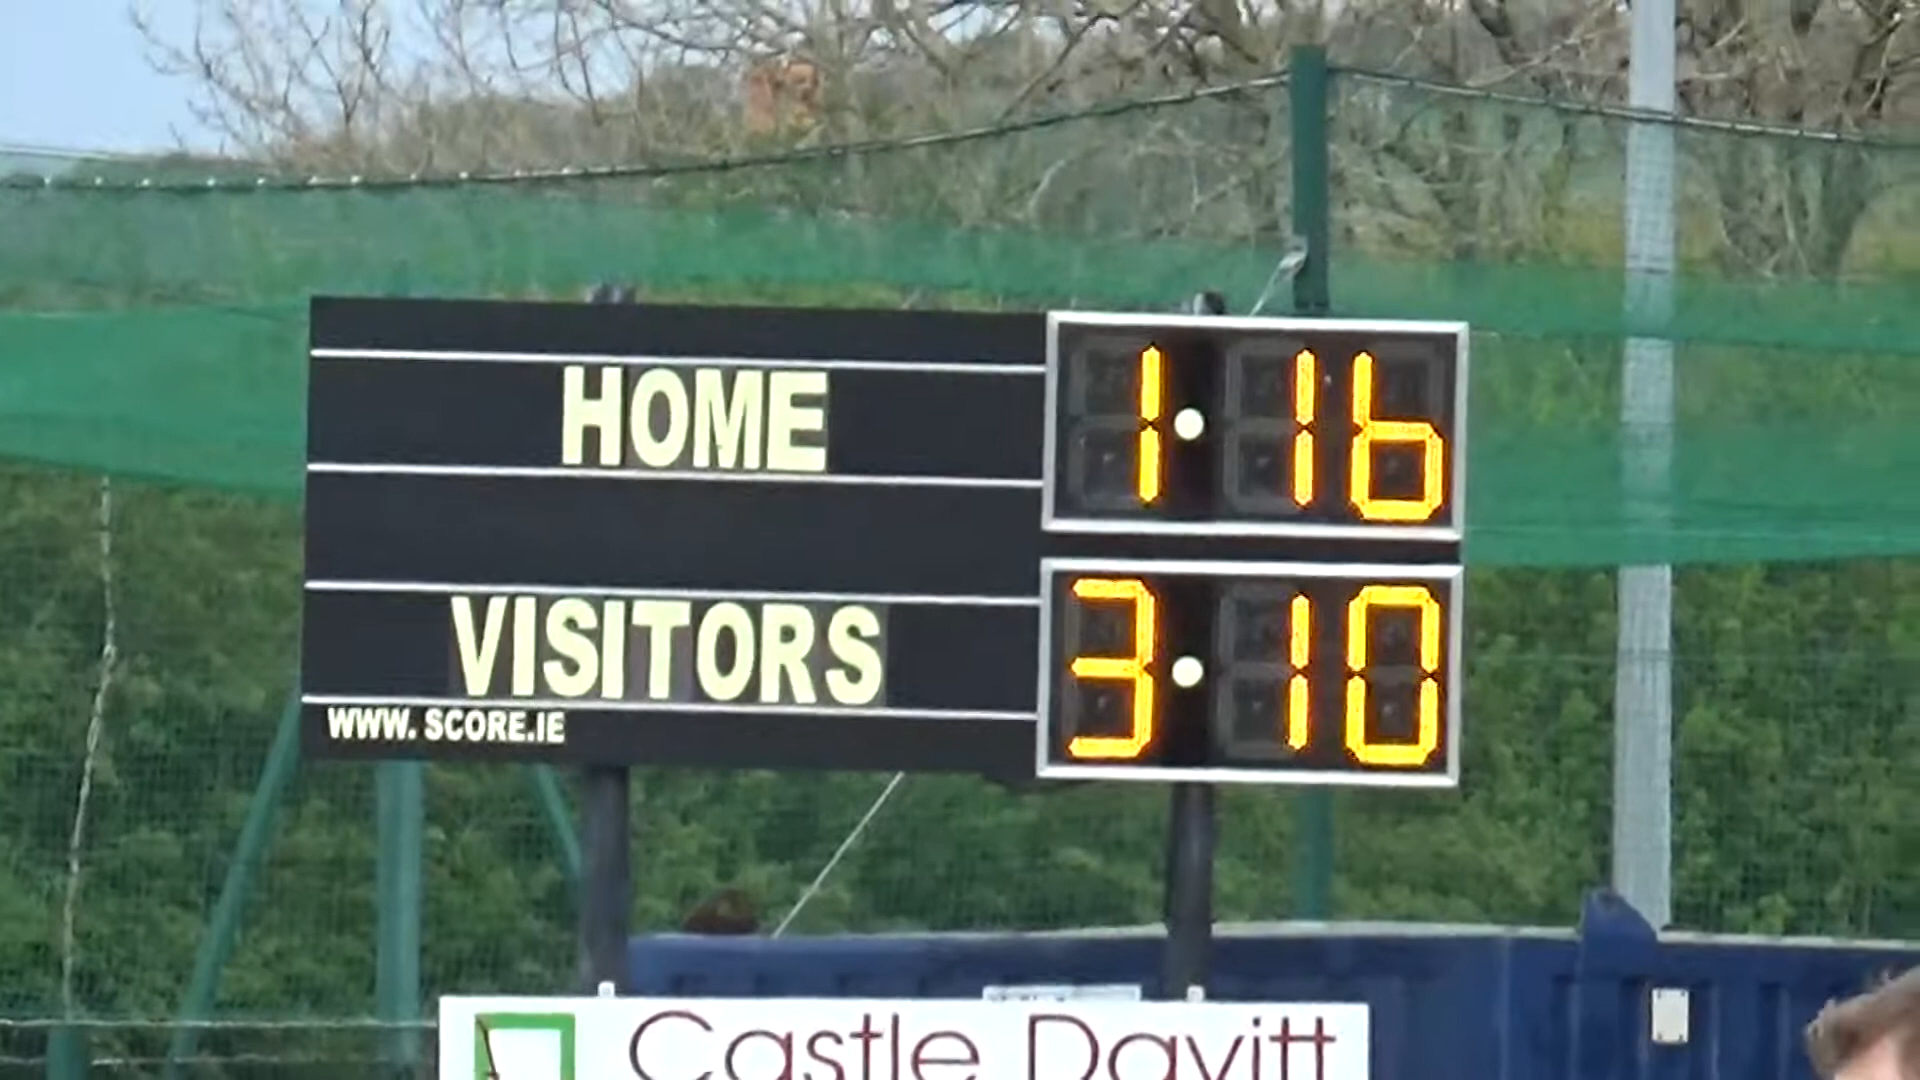 HOME 1•16
VISITORS 3•10
WWW. SCORE.IE
Castle Davitt